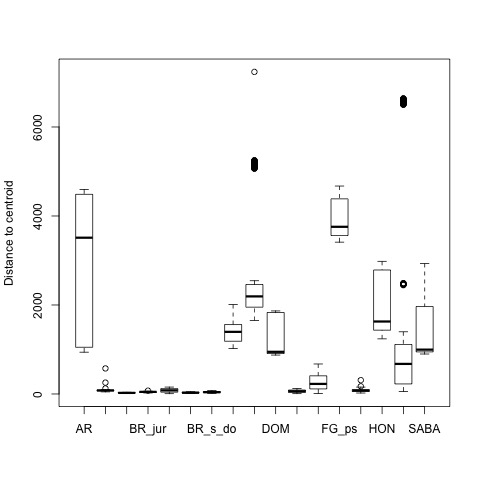 Distance to centroid
6000
4000
2000
0
AR BR_jur BR_s_do DOM FG_ps HON SABA